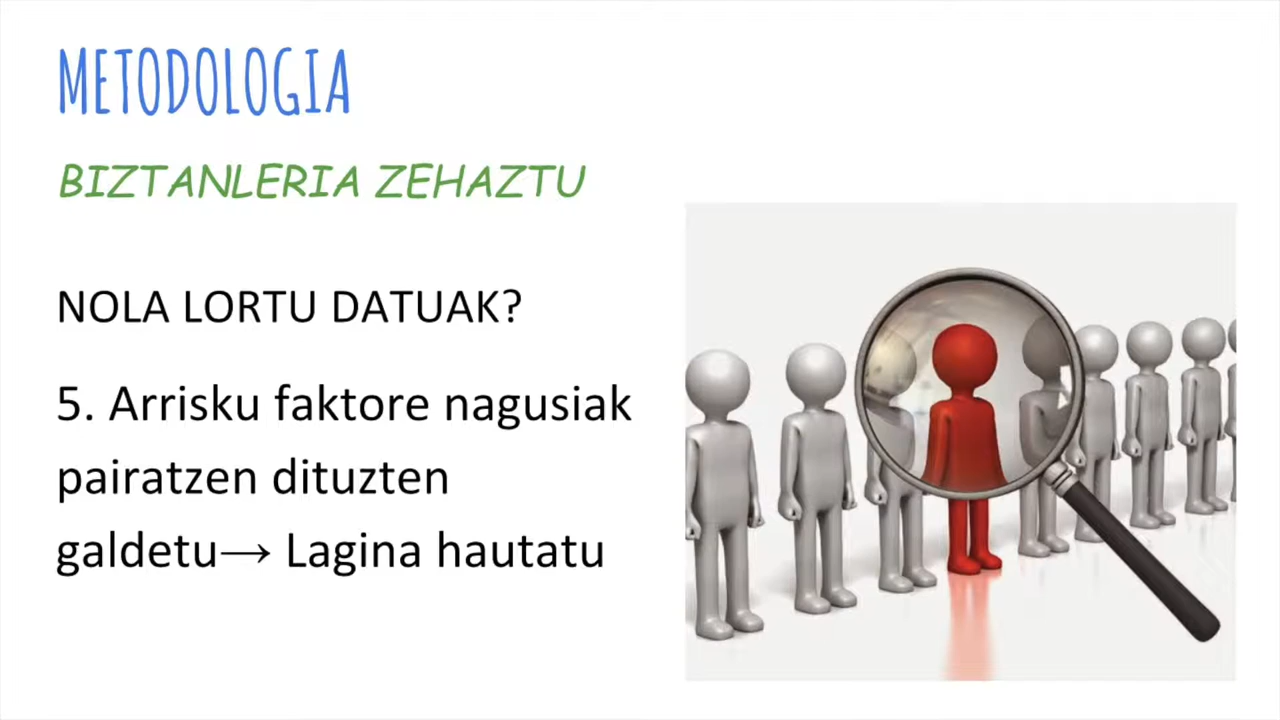 METODOLOGIA
BIZTANLERIA ZEHAZTU
NOLA LORTU DATUAK?
5. Arrisku faktore nagusiak
pairatzen dituzten
galdetu→ Lagina hautatu